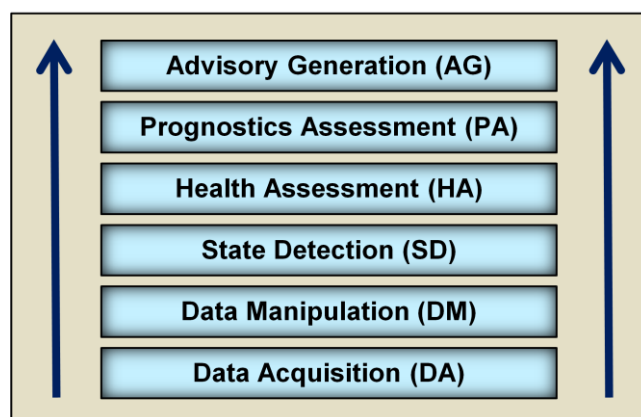 Advisory Generation (AG)
Prognostics Assessment (PA)
Health Assessment (HA)
State Detection (SD)
Data Manipulation (DM)
Data Acquisition (DA)